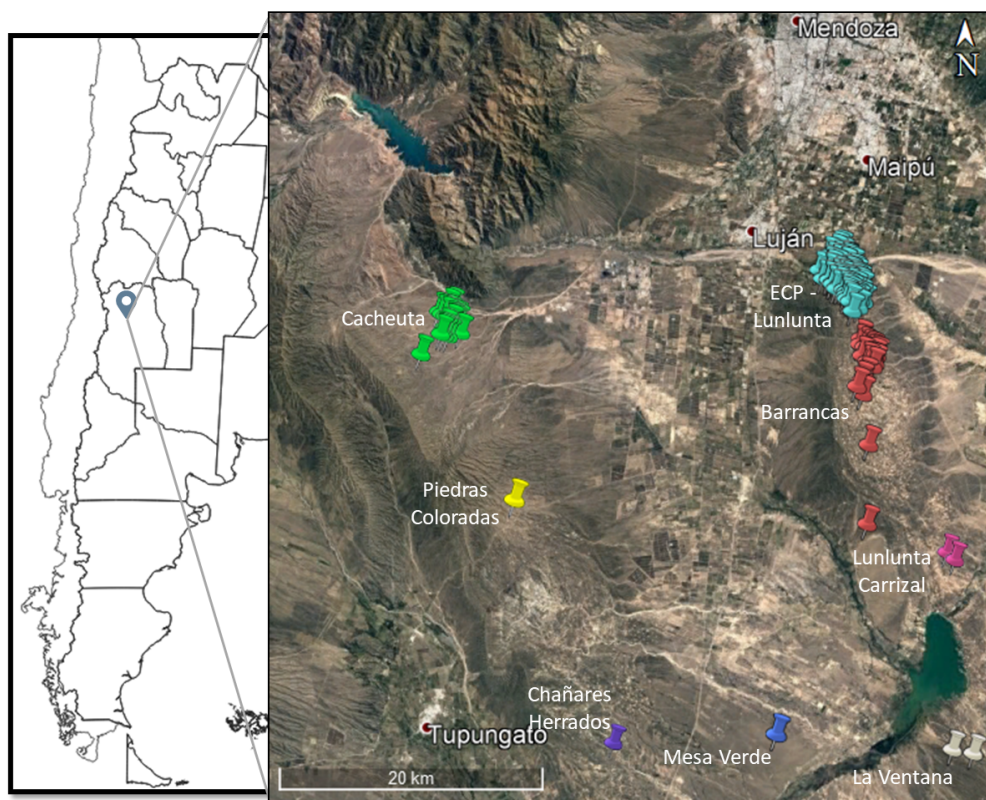 Mendoza
N
Maipú
Luján
ECP -
Lunlunta
Cacheuta
Barrancas
Piedras
Coloradas
Lunlunta
Carrizal
Chañares
Herrados
Tupungato
Mesa Verde
La Ventana
20 km